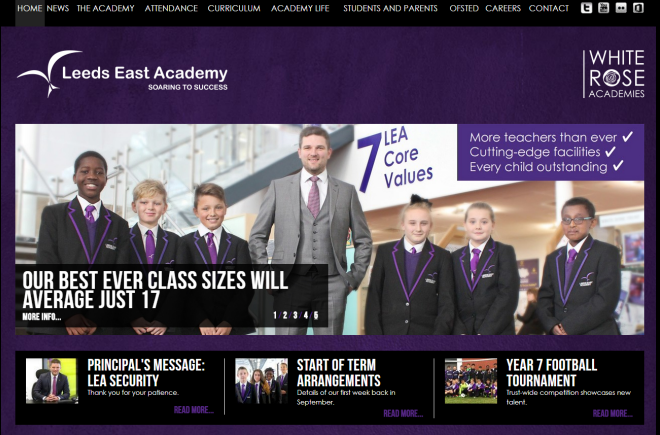 HOME NEWS THE ACADEMY ATTENDANCE CURRICULUM ACADEMY LIFE STUDENTS AND PARENTS OFSTED CAREERS CONTACT
Leeds East Academy
SOARING TO SUCCESS
WHITE
ROSE
ACADEMIES
7 LEA
Core
Values
More teachers than ever ✓
Cutting-edge facilities ✓
Every child outstanding ✓
OUR BEST EVER CLASS SIZES WILL
AVERAGE JUST 17
MORE INFO...
1 2 3 4 5
PRINCIPAL'S MESSAGE:
LEA SECURITY
Thank you for your patience.
READ MORE...
START OF TERM
ARRANGEMENTS
Details of our first week back in
September.
READ MORE...
YEAR 7 FOOTBALL
TOURNAMENT
Trust-wide competition showcases new
talent.
READ MORE...